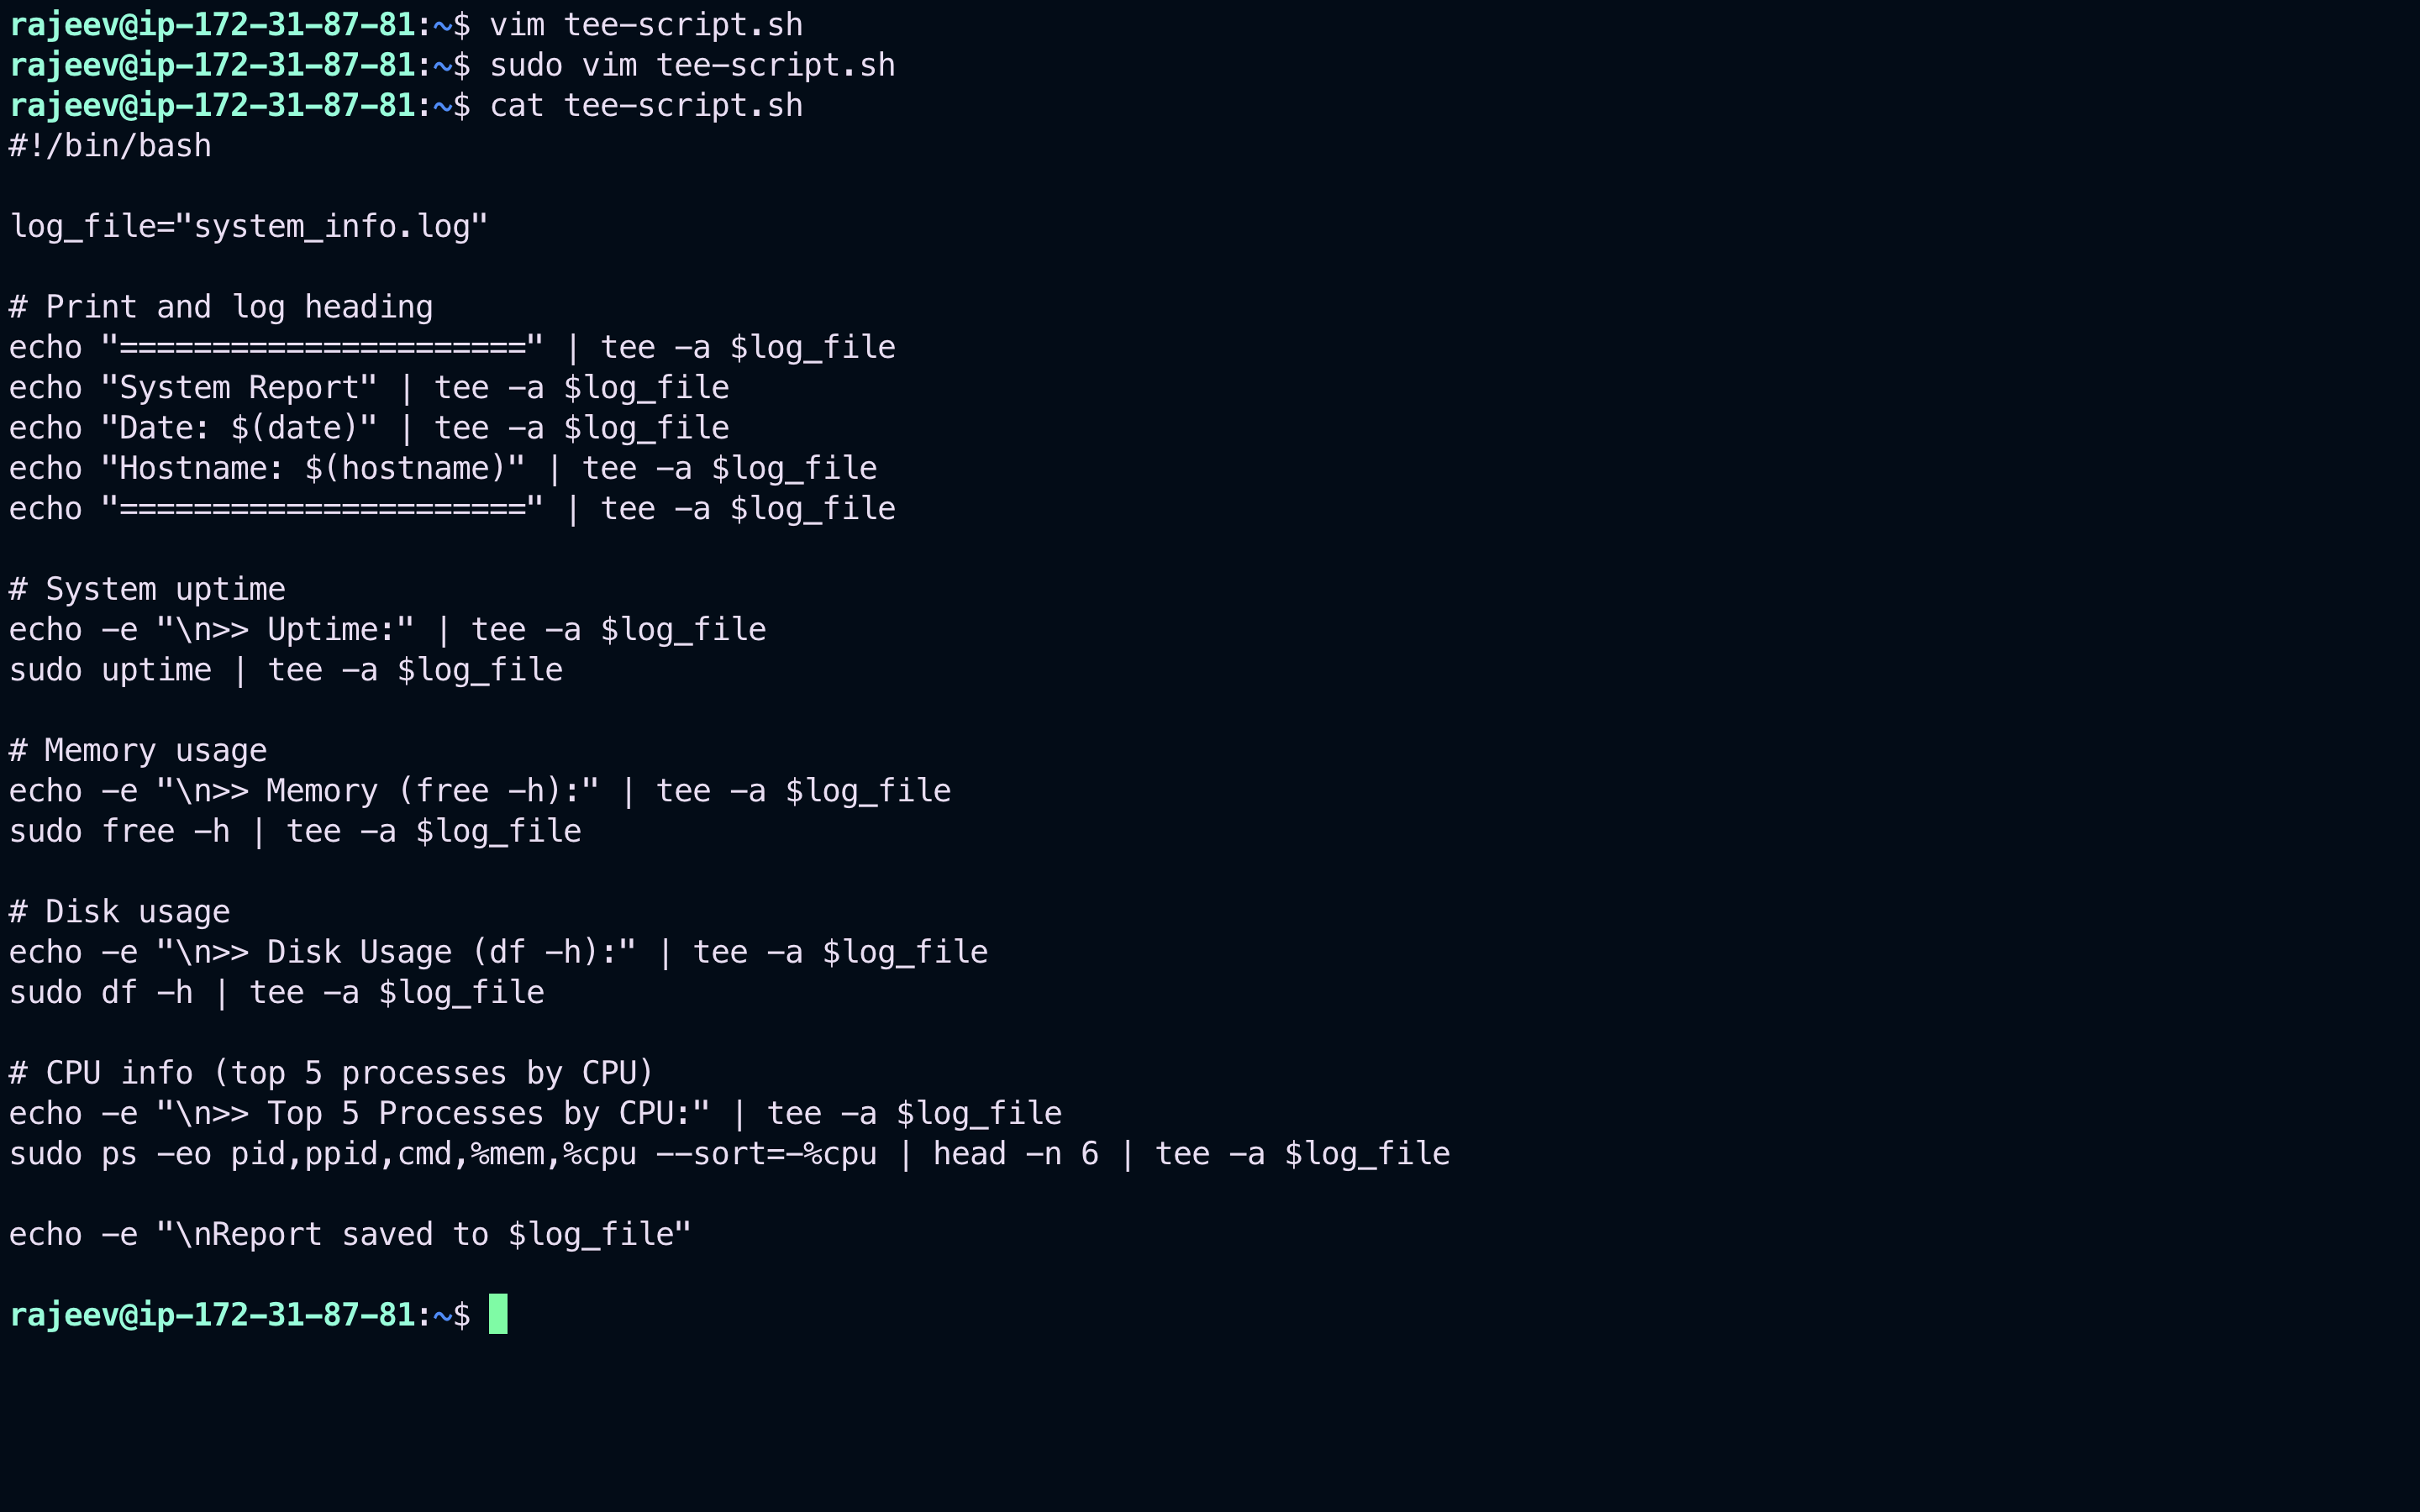 rajeev@ip-172-31-87-81:~$ vim tee-script.sh
rajeev@ip-172-31-87-81:~$ sudo vim tee-script.sh
rajeev@ip-172-31-87-81:~$ cat tee-script.sh
#!/bin/bash

log_file="system_info.log"

# Print and log heading
echo "======================" | tee -a $log_file
echo "System Report" | tee -a $log_file
echo "Date: $(date)" | tee -a $log_file
echo "Hostname: $(hostname)" | tee -a $log_file
echo "======================" | tee -a $log_file

# System uptime
echo -e "\n>> Uptime:" | tee -a $log_file
sudo uptime | tee -a $log_file

# Memory usage
echo -e "\n>> Memory (free -h):" | tee -a $log_file
sudo free -h | tee -a $log_file

# Disk usage
echo -e "\n>> Disk Usage (df -h):" | tee -a $log_file
sudo df -h | tee -a $log_file

# CPU info (top 5 processes by CPU)
echo -e "\n>> Top 5 Processes by CPU:" | tee -a $log_file
sudo ps -eo pid,ppid,cmd,%mem,%cpu --sort=-%cpu | head -n 6 | tee -a $log_file

echo -e "\nReport saved to $log_file"

rajeev@ip-172-31-87-81:~$